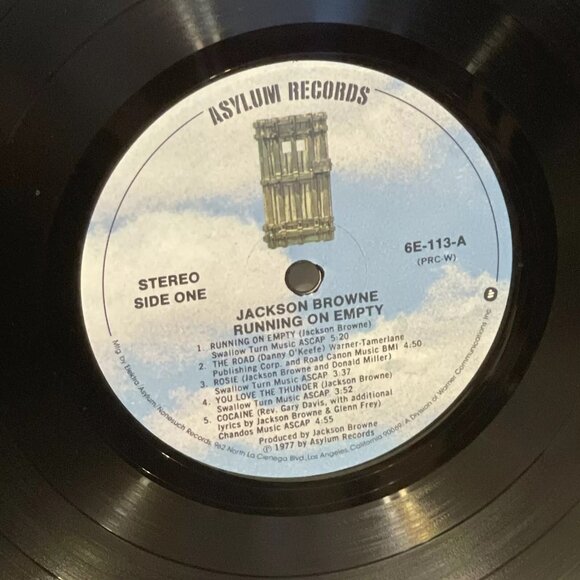 ASYLUM RECORDS
6E-113-A
(PRC-W)
STEREO
SIDE ONE
JACKSON BROWNE
RUNNING ON EMPTY
1. RUNNING ON EMPTY (Jackson Browne)
Swallow Turn Music ASCAP 5:20
2. THE ROAD (Danny O'Keefe) Warner-Tamerlane
Publishing Corp. and Road Canon Music BMI 4:50
3. ROSIE (Jackson Browne and Donald Miller)
Swallow Turn Music ASCAP 3:37
4. YOU LOVE THE THUNDER (Jackson Browne)
Swallow Turn Music ASCAP 3:52
5. COCAINE (Rev. Gary Davis, with additional
lyrics by Jackson Browne & Glenn Frey)
Chandos Music ASCAP 4:55
Produced by Jackson Browne
℗ 1977 by Asylum Records
Mfg. by Elektra/Asylum/Nonesuch Records, 962 North La Cienega Blvd., Los Angeles, California 90069. A Division of Warner Communications Inc.